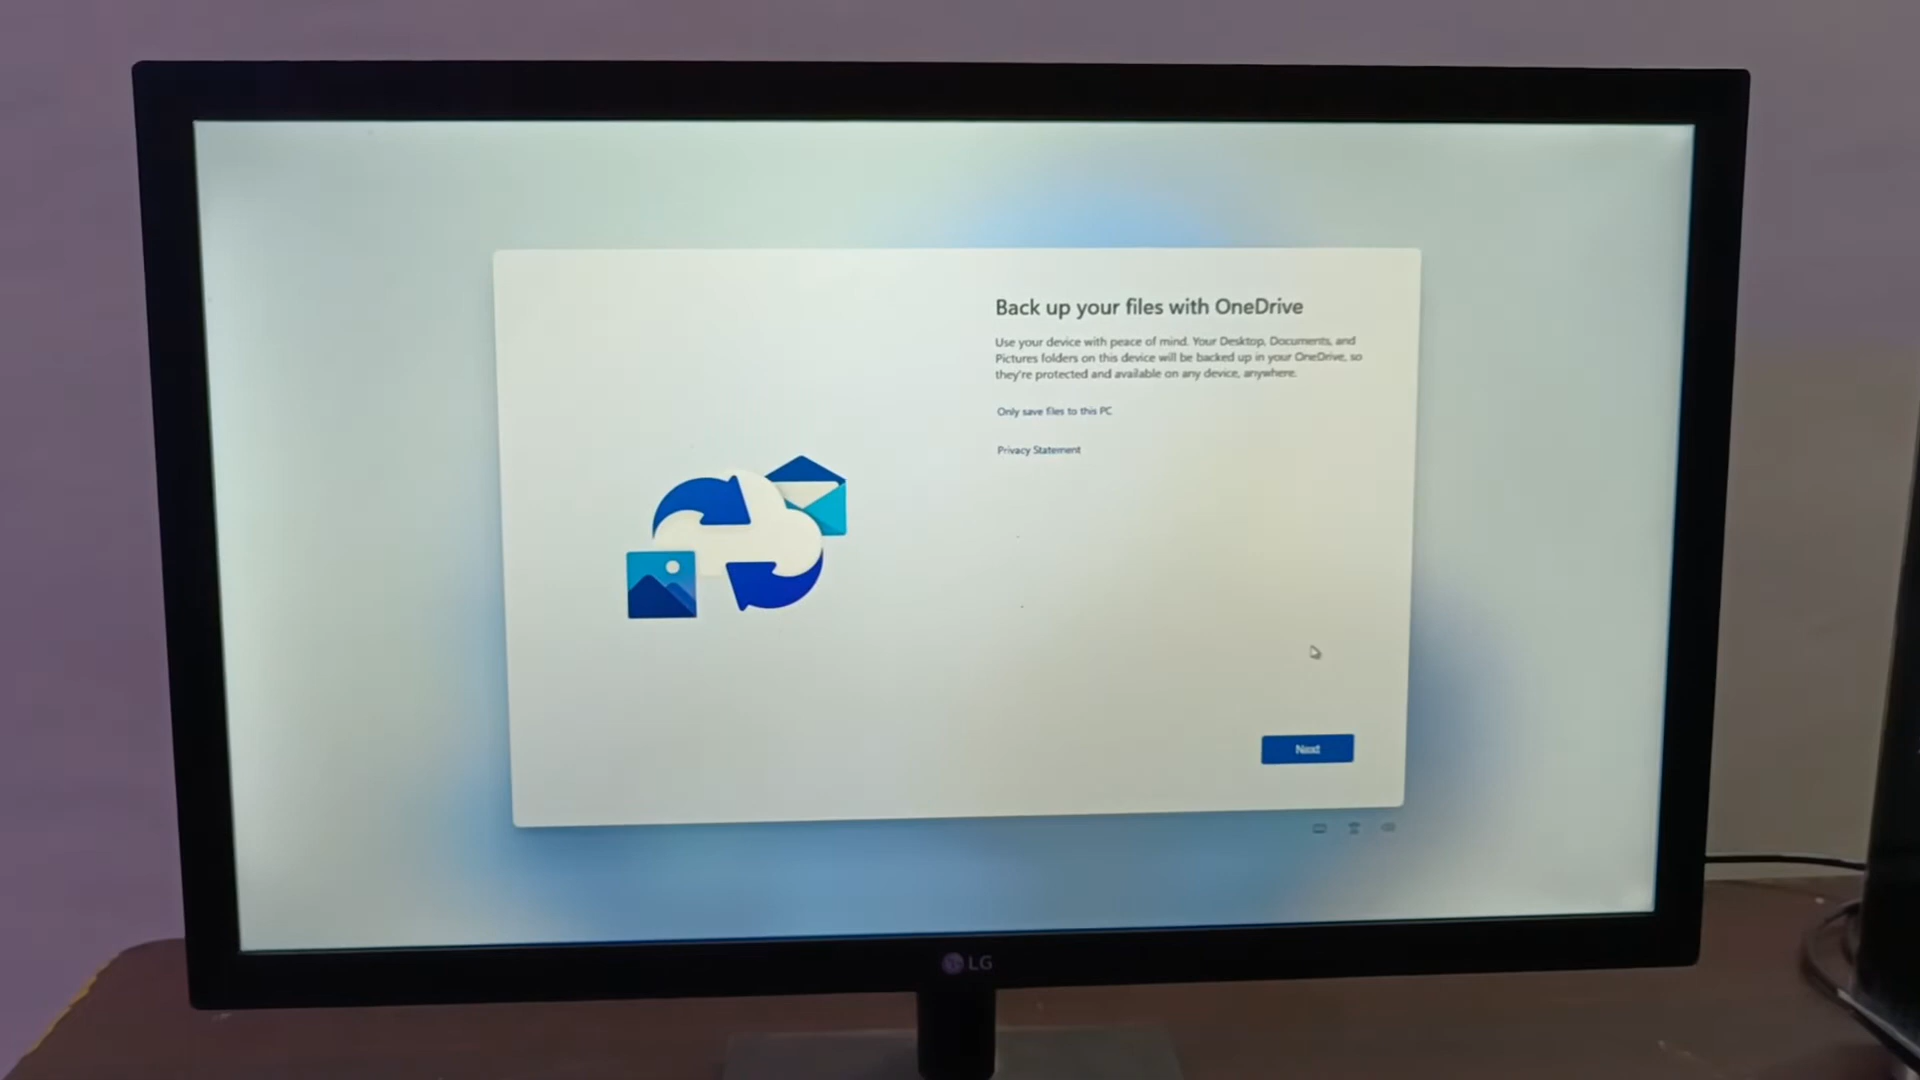 Back up your files with OneDrive
Use your device with peace of mind. Your Desktop, Documents, and
Pictures folders on this device will be backed up in your OneDrive, so
they're protected and available on any device, anywhere.
Only save files to this PC
Privacy Statement
Next
LG